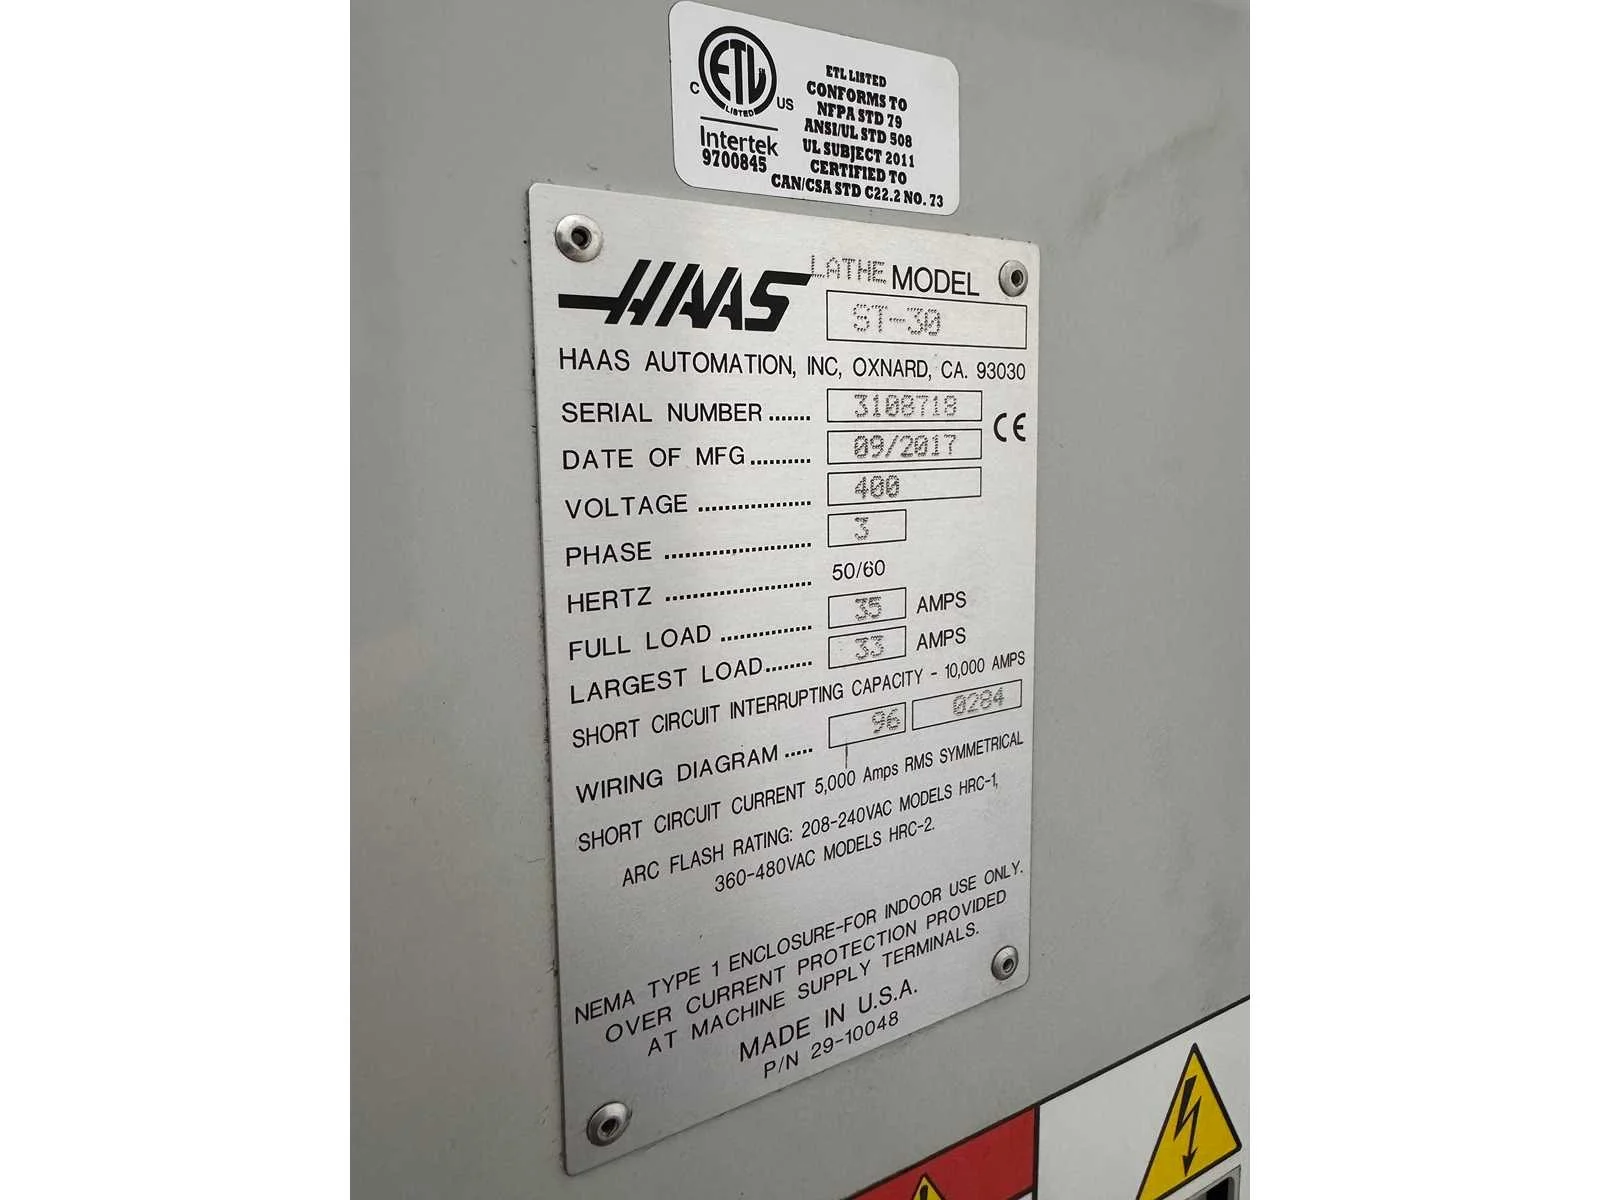 ETL LISTED
C US
Intertek
9700845
ETL LISTED
CONFORMS TO
NFPA STD 79
ANSI/UL STD 508
UL SUBJECT 2011
CERTIFIED TO
CAN/CSA STD C22.2 NO. 73
HAAS LATHE MODEL
ST-30
HAAS AUTOMATION, INC, OXNARD, CA. 93030
SERIAL NUMBER ....... 3108718 CE
DATE OF MFG .......... 09/2017
VOLTAGE .................. 400
PHASE ....................... 3
HERTZ ....................... 50/60
FULL LOAD .............. 35 AMPS
LARGEST LOAD........ 33 AMPS
SHORT CIRCUIT INTERRUPTING CAPACITY - 10,000 AMPS
WIRING DIAGRAM ..... 96 0284
SHORT CIRCUIT CURRENT 5,000 Amps RMS SYMMETRICAL
ARC FLASH RATING: 208-240VAC MODELS HRC-1,
360-480VAC MODELS HRC-2.
NEMA TYPE 1 ENCLOSURE-FOR INDOOR USE ONLY.
OVER CURRENT PROTECTION PROVIDED
AT MACHINE SUPPLY TERMINALS.
MADE IN U.S.A.
P/N 29-10048